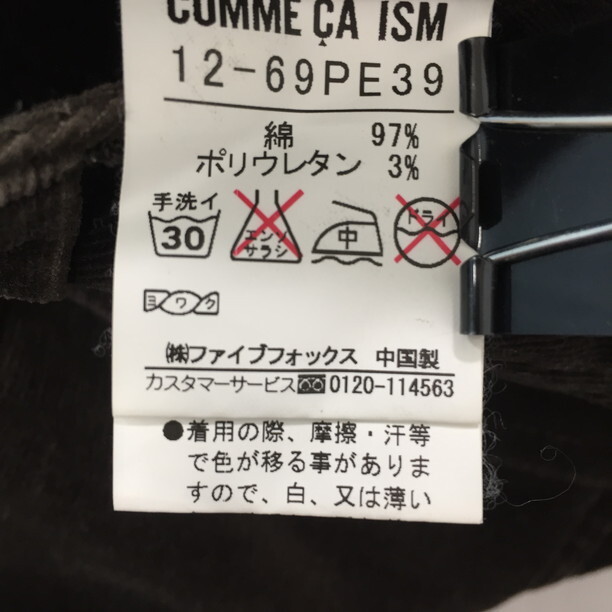 COMME ÇA ISM
12-69PE39
綿 97%
ポリウレタン 3%
手洗イ
30
エンソ
サラシ
中
ドライ
ヨワク
㈱ファイブフォックス 中国製
カスタマーサービス 0120-114563
●着用の際、摩擦・汗等
で色が移る事がありま
すので、白、又は薄い